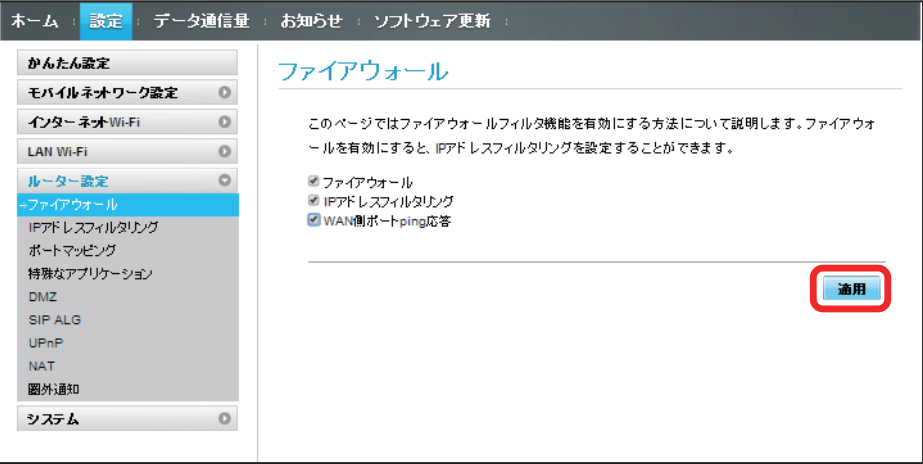 ホーム 設定 データ通信量 お知らせ ソフトウェア更新
かんたん設定
モバイルネットワーク設定
インターネットWi-Fi
LAN Wi-Fi
ルーター設定
→ファイアウォール
IPアドレスフィルタリング
ポートマッピング
特殊なアプリケーション
DMZ
SIP ALG
UPnP
NAT
圏外通知
システム
ファイアウォール
このページではファイアウォールフィルタ機能を有効にする方法について説明します。ファイアウォ
ールを有効にすると、IPアドレスフィルタリングを設定することができます。
ファイアウォール
IPアドレスフィルタリング
WAN側ポートping応答
適用